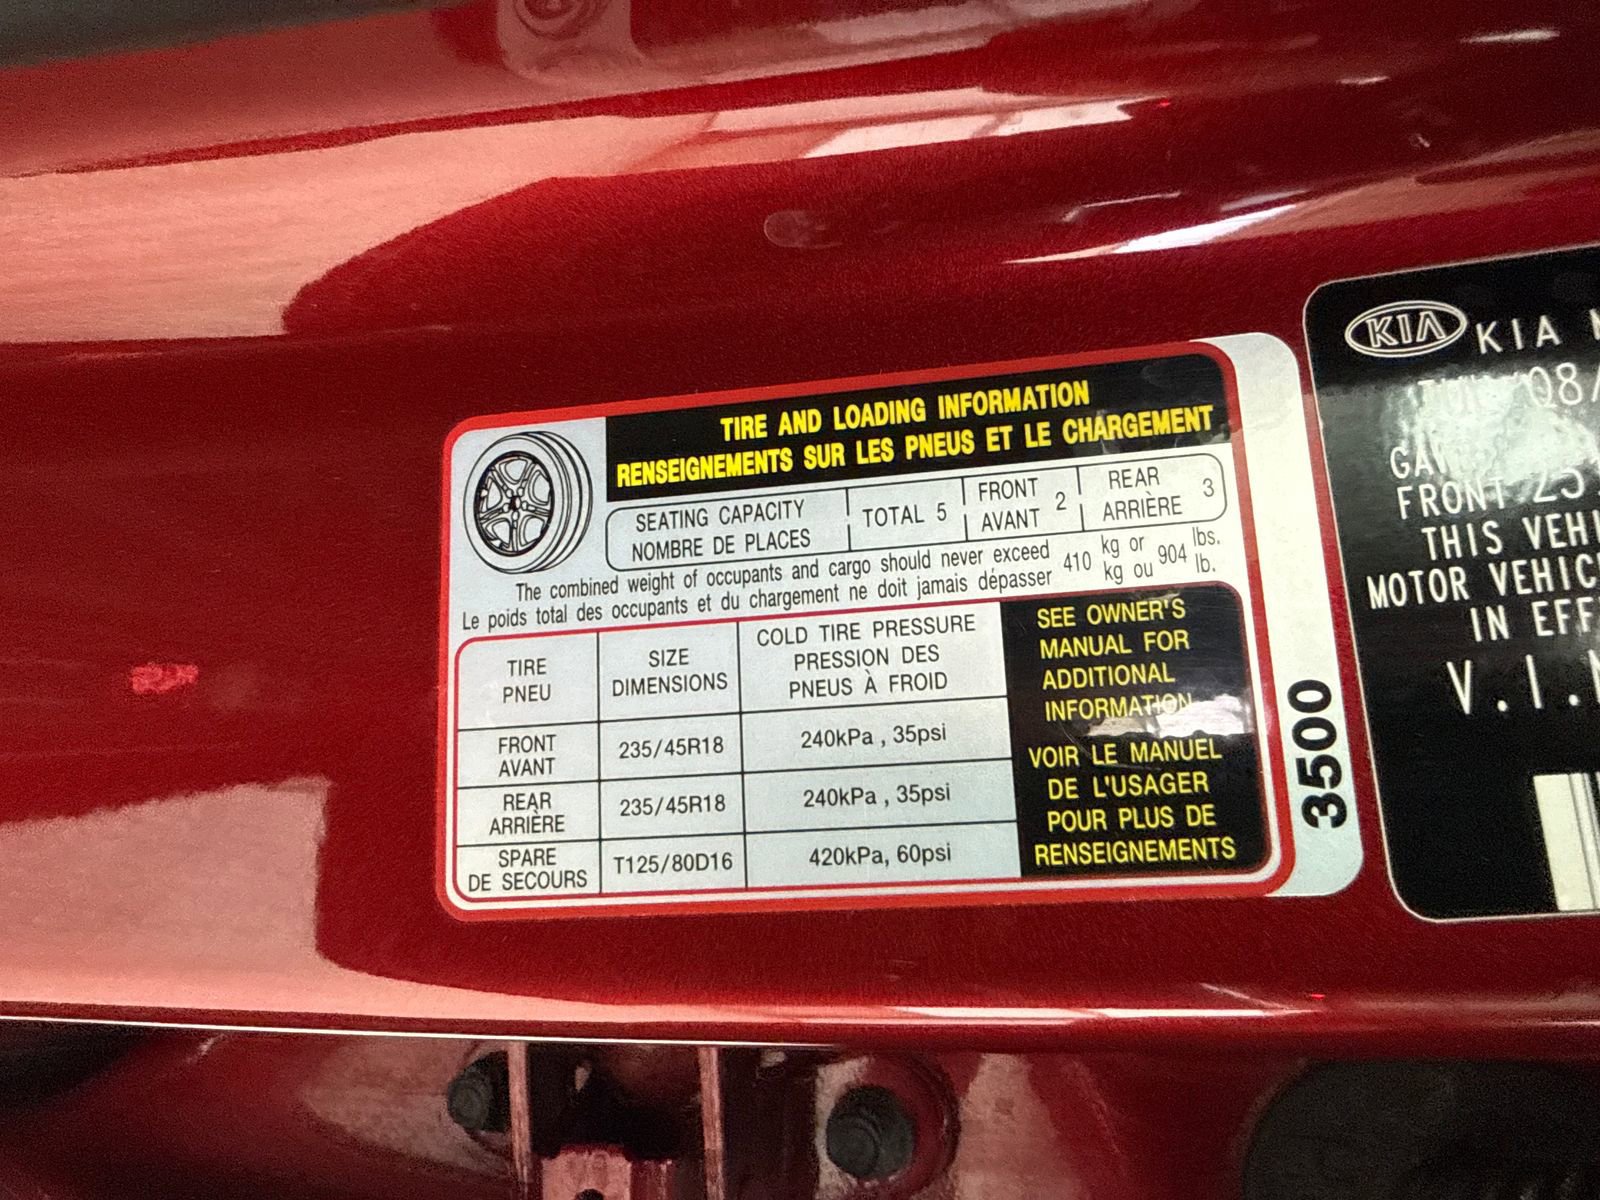 TIRE AND LOADING INFORMATION
RENSEIGNEMENTS SUR LES PNEUS ET LE CHARGEMENT
SEATING CAPACITY
NOMBRE DE PLACES
TOTAL 5
FRONT
AVANT
2
REAR
ARRIÈRE
3
The combined weight of occupants and cargo should never exceed 410 kg or 904 lbs.
Le poids total des occupants et du chargement ne doit jamais dépasser kg ou lb.
TIRE
PNEU
SIZE
DIMENSIONS
COLD TIRE PRESSURE
PRESSION DES
PNEUS À FROID
FRONT
AVANT
235/45R18
240kPa , 35psi
REAR
ARRIÈRE
235/45R18
240kPa , 35psi
SPARE
DE SECOURS
T125/80D16
420kPa, 60psi
SEE OWNER'S
MANUAL FOR
ADDITIONAL
INFORMATION
VOIR LE MANUEL
DE L'USAGER
POUR PLUS DE
RENSEIGNEMENTS
3500
KIA KIA
FRONT
THIS
MOTOR
IN